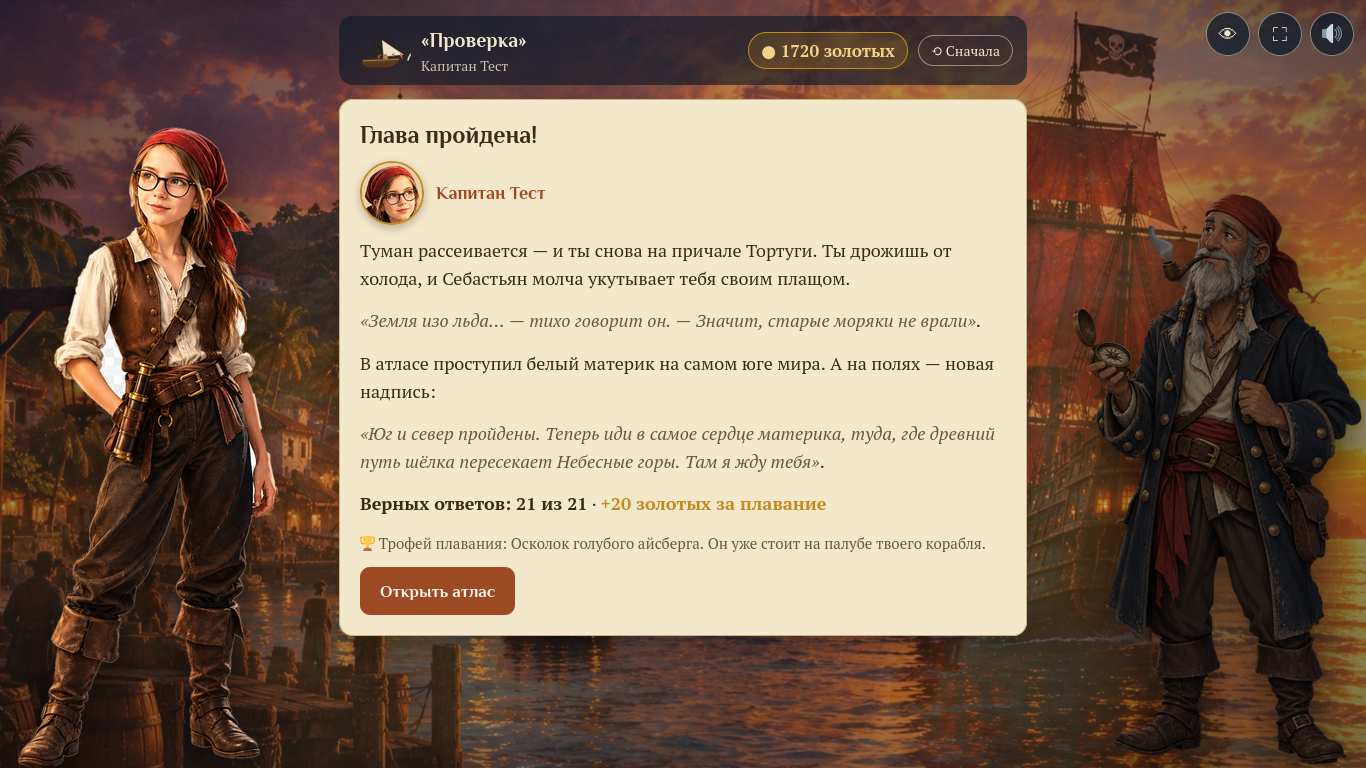 «Проверка»
Капитан Тест
1720 золотых
⟲ Сначала
Глава пройдена!
Капитан Тест
Туман рассеивается — и ты снова на причале Тортуги. Ты дрожишь от
холода, и Себастьян молча укутывает тебя своим плащом.
«Земля изо льда… — тихо говорит он. — Значит, старые моряки не врали».
В атласе проступил белый материк на самом юге мира. А на полях — новая
надпись:
«Юг и север пройдены. Теперь иди в самое сердце материка, туда, где древний
путь шёлка пересекает Небесные горы. Там я жду тебя».
Верных ответов: 21 из 21 · +20 золотых за плавание
🏆 Трофей плавания: Осколок голубого айсберга. Он уже стоит на палубе твоего корабля.
Открыть атлас